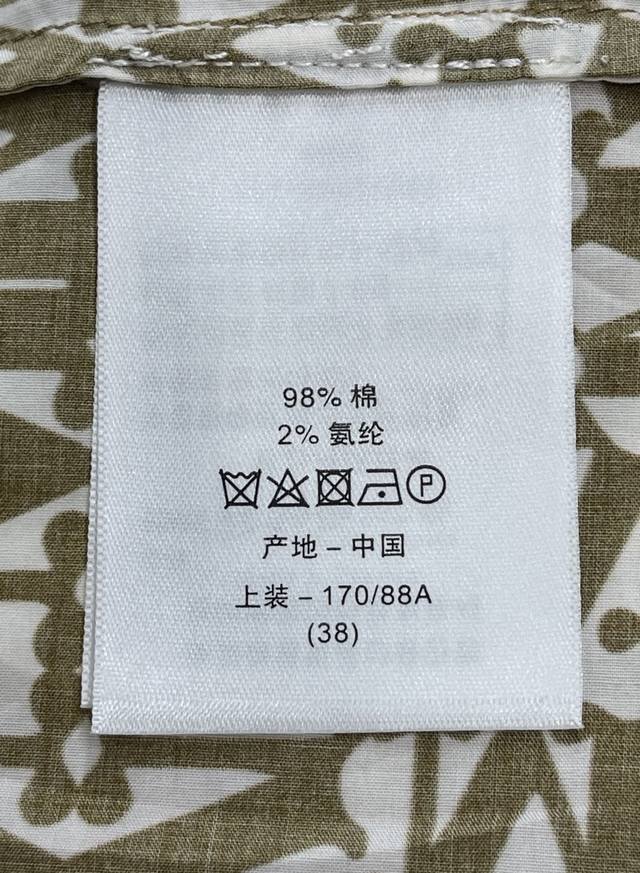 98% 棉
2% 氨纶
P
产地 – 中国
上装 – 170/88A
(38)